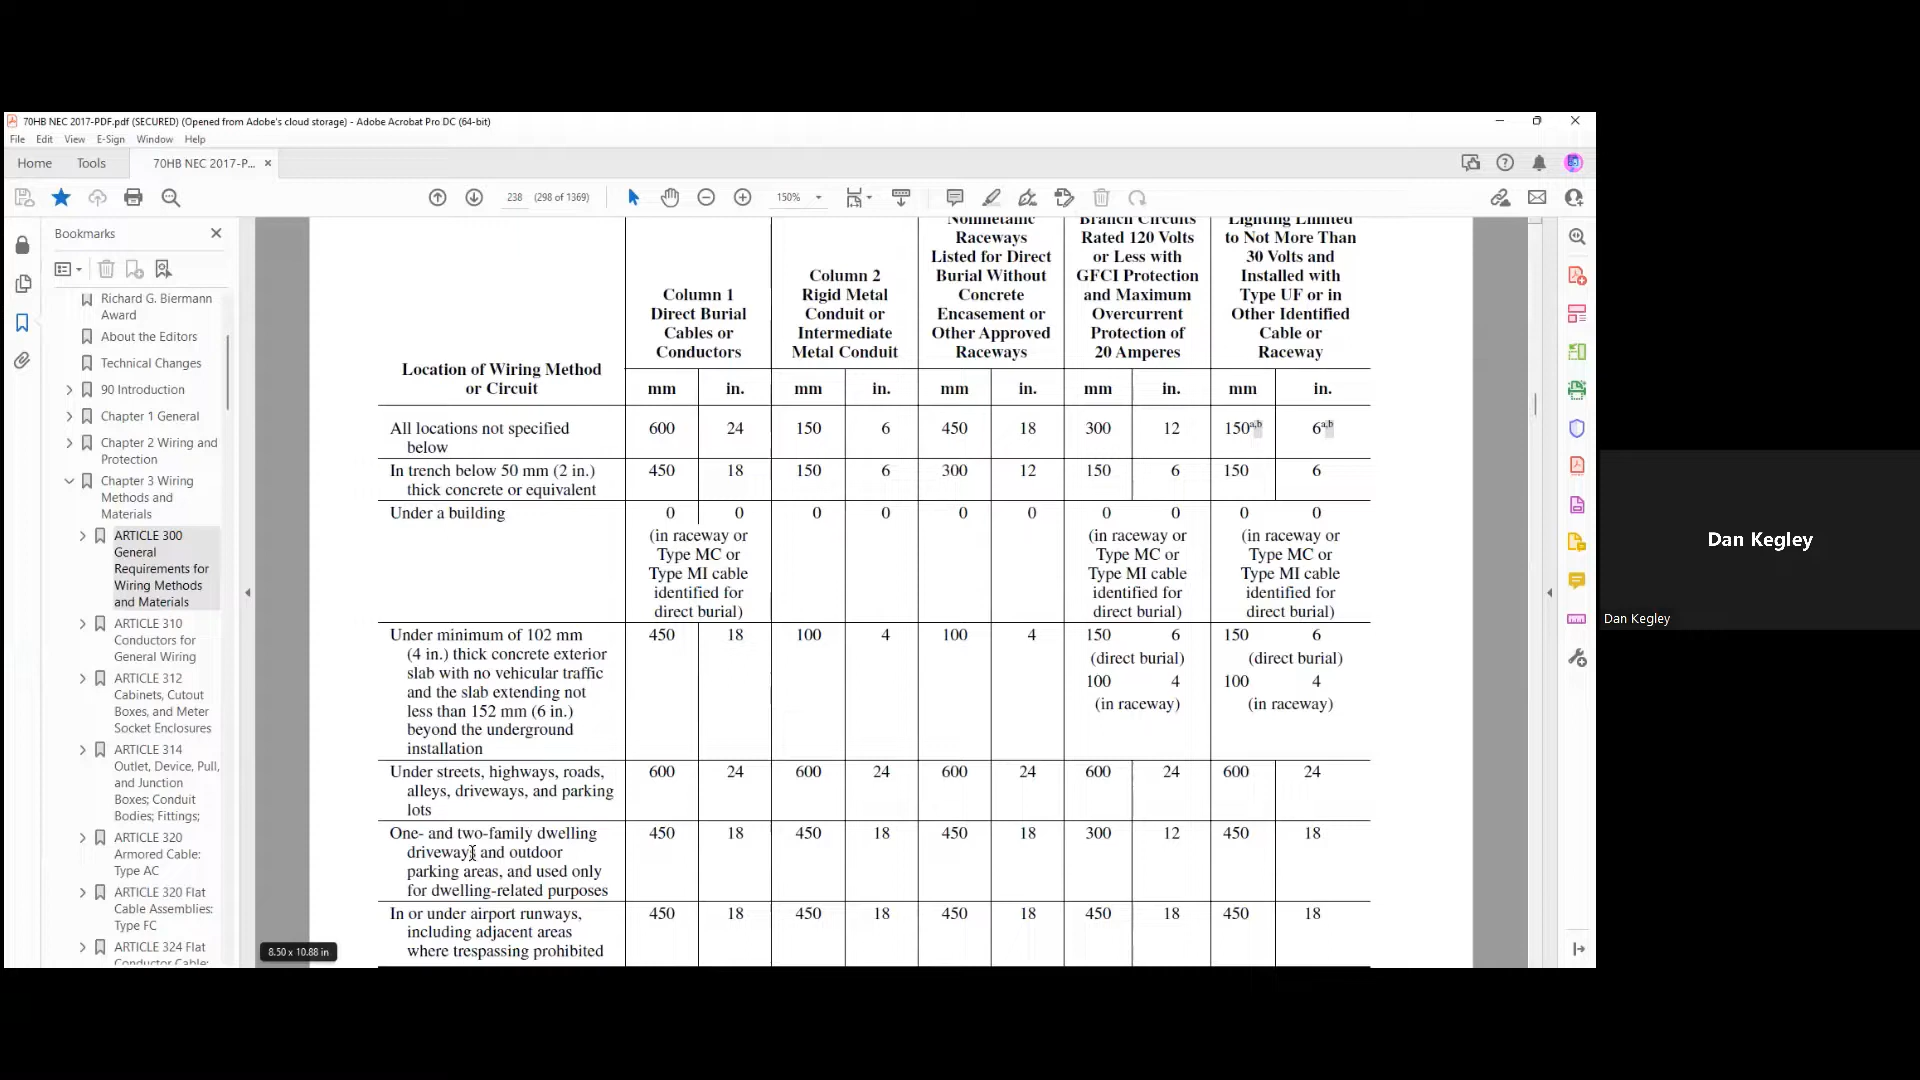 70HB NEC 2017-PDF.pdf (SECURED) (Opened from Adobe's cloud storage) - Adobe Acrobat Pro DC (64-bit)
File Edit View E-Sign Window Help
Home Tools 70HB NEC 2017-P...
238 (298 of 1369) 150%
Bookmarks
Richard G. Biermann
Award
About the Editors
Technical Changes
90 Introduction
Chapter 1 General
Chapter 2 Wiring and
Protection
Chapter 3 Wiring
Methods and
Materials
ARTICLE 300
General
Requirements for
Wiring Methods
and Materials
ARTICLE 310
Conductors for
General Wiring
ARTICLE 312
Cabinets, Cutout
Boxes, and Meter
Socket Enclosures
ARTICLE 314
Outlet, Device, Pull,
and Junction
Boxes; Conduit
Bodies; Fittings;
ARTICLE 320
Armored Cable:
Type AC
ARTICLE 320 Flat
Cable Assemblies:
Type FC
ARTICLE 324 Flat
Conductor Cable:
8.50 x 10.88 in
Location of Wiring Method
or Circuit
Column 1
Direct Burial
Cables or
Conductors
Column 2
Rigid Metal
Conduit or
Intermediate
Metal Conduit
Nonmetallic
Raceways
Listed for Direct
Burial Without
Concrete
Encasement or
Other Approved
Raceways
Branch Circuits
Rated 120 Volts
or Less with
GFCI Protection
and Maximum
Overcurrent
Protection of
20 Amperes
Lighting Limited
to Not More Than
30 Volts and
Installed with
Type UF or in
Other Identified
Cable or
Raceway
mm in. mm in. mm in. mm in. mm in.
All locations not specified 600 24 150 6 450 18 300 12 150a,b 6a,b
below
In trench below 50 mm (2 in.) 450 18 150 6 300 12 150 6 150 6
thick concrete or equivalent
Under a building 0 0 0 0 0 0 0 0 0 0
(in raceway or (in raceway or (in raceway or
Type MC or Type MC or Type MC or
Type MI cable Type MI cable Type MI cable
identified for identified for identified for
direct burial) direct burial) direct burial)
Under minimum of 102 mm 450 18 100 4 100 4 150 6 150 6
(4 in.) thick concrete exterior (direct burial) (direct burial)
slab with no vehicular traffic 100 4 100 4
and the slab extending not (in raceway) (in raceway)
less than 152 mm (6 in.)
beyond the underground
installation
Under streets, highways, roads, 600 24 600 24 600 24 600 24 600 24
alleys, driveways, and parking
lots
One- and two-family dwelling 450 18 450 18 450 18 300 12 450 18
driveways and outdoor
parking areas, and used only
for dwelling-related purposes
In or under airport runways, 450 18 450 18 450 18 450 18 450 18
including adjacent areas
where trespassing prohibited
Dan Kegley
Dan Kegley